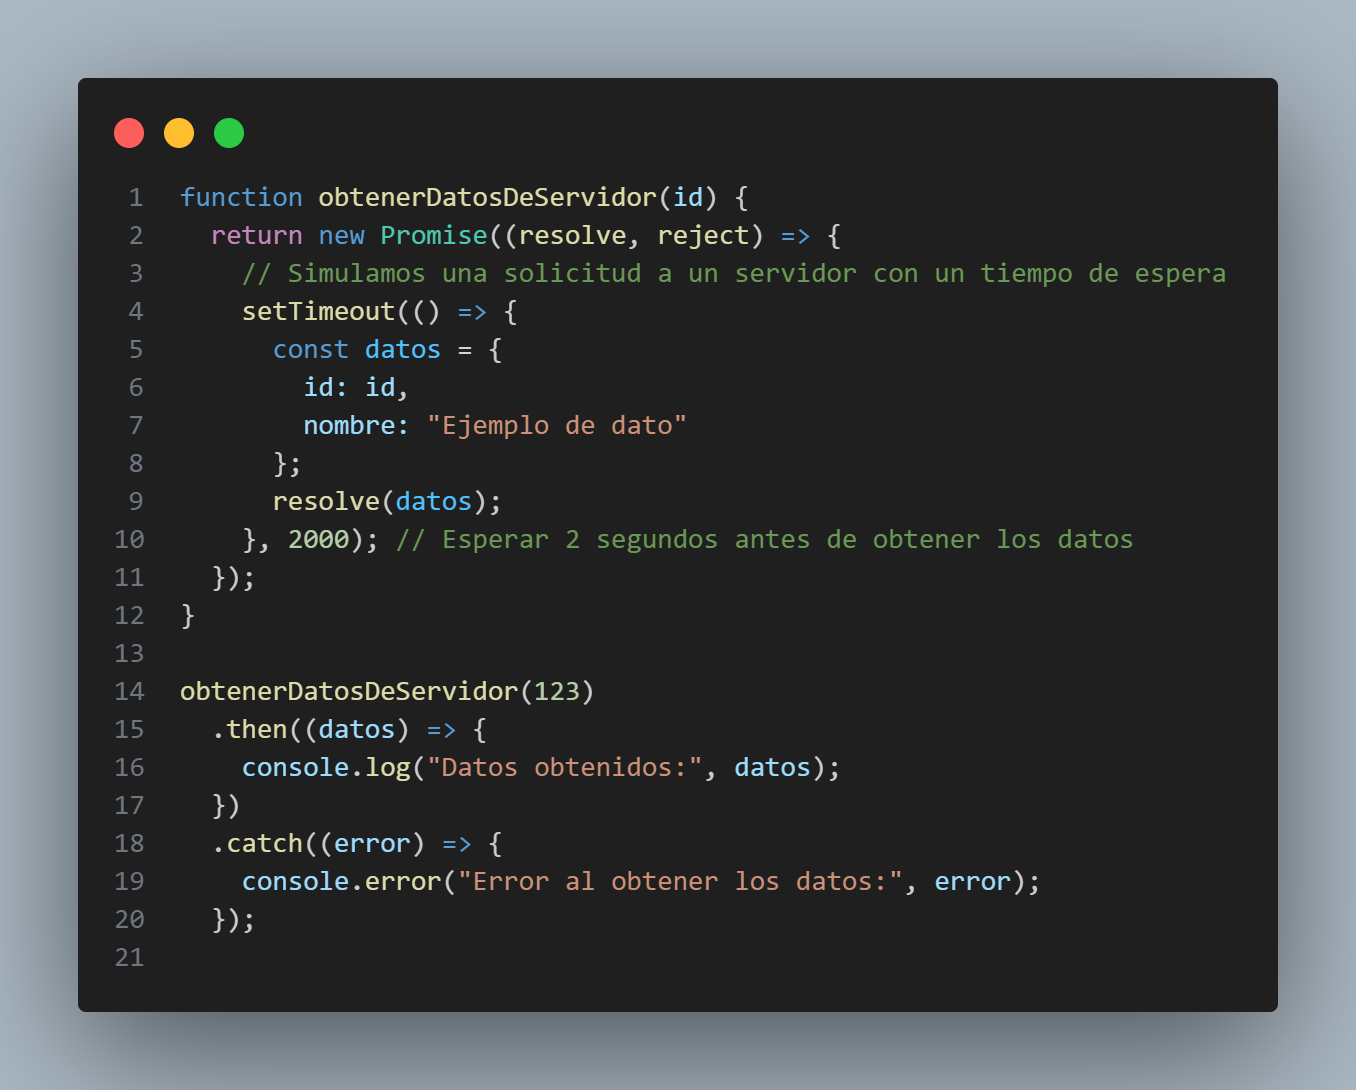 1 function obtenerDatosDeServidor(id) {
2   return new Promise((resolve, reject) => {
3     // Simulamos una solicitud a un servidor con un tiempo de espera
4     setTimeout(() => {
5       const datos = {
6         id: id,
7         nombre: "Ejemplo de dato"
8       };
9       resolve(datos);
10     }, 2000); // Esperar 2 segundos antes de obtener los datos
11   });
12 }
13
14 obtenerDatosDeServidor(123)
15   .then((datos) => {
16     console.log("Datos obtenidos:", datos);
17   })
18   .catch((error) => {
19     console.error("Error al obtener los datos:", error);
20   });
21